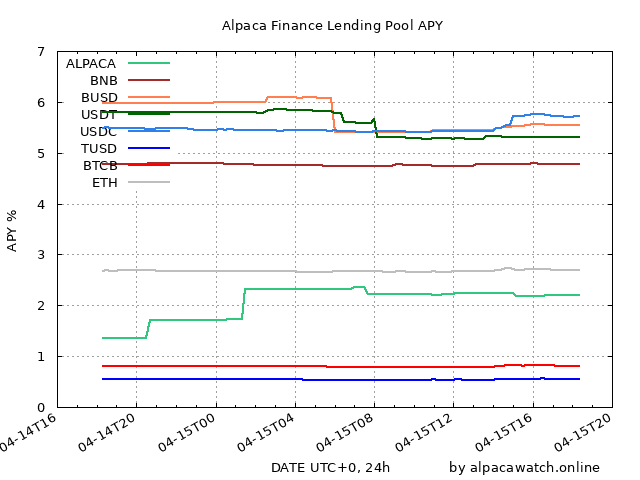 Alpaca Finance Lending Pool APY
7
6
5
4
3
2
1
0
APY %
ALPACA
BNB
BUSD
USDT
USDC
TUSD
BTCB
ETH
04-14T16
04-14T20
04-15T00
04-15T04
04-15T08
04-15T12
04-15T16
04-15T20
DATE UTC+0, 24h
by alpacawatch.online